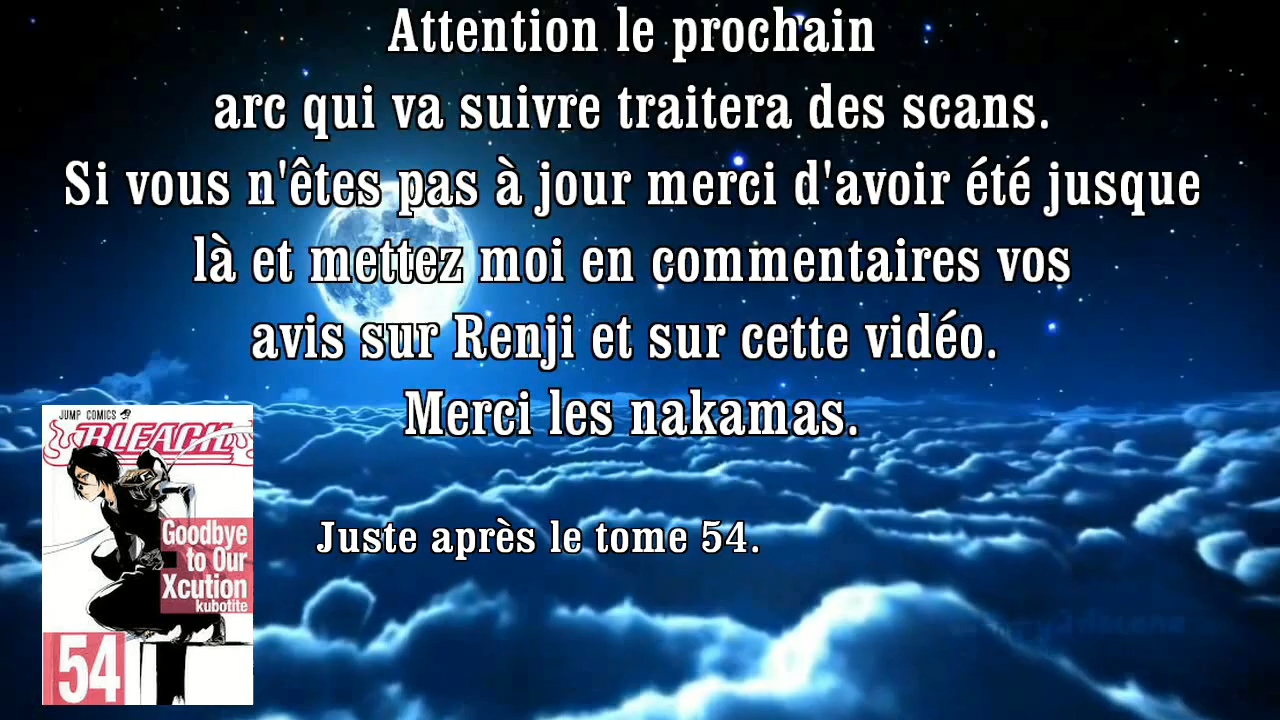 Attention le prochain
arc qui va suivre traitera des scans.
Si vous n'êtes pas à jour merci d'avoir été jusque
là et mettez moi en commentaires vos
avis sur Renji et sur cette vidéo.
Merci les nakamas.
JUMP COMICS
BLEACH
Goodbye
to Our
Xcution
kubotite
54
Juste après le tome 54.